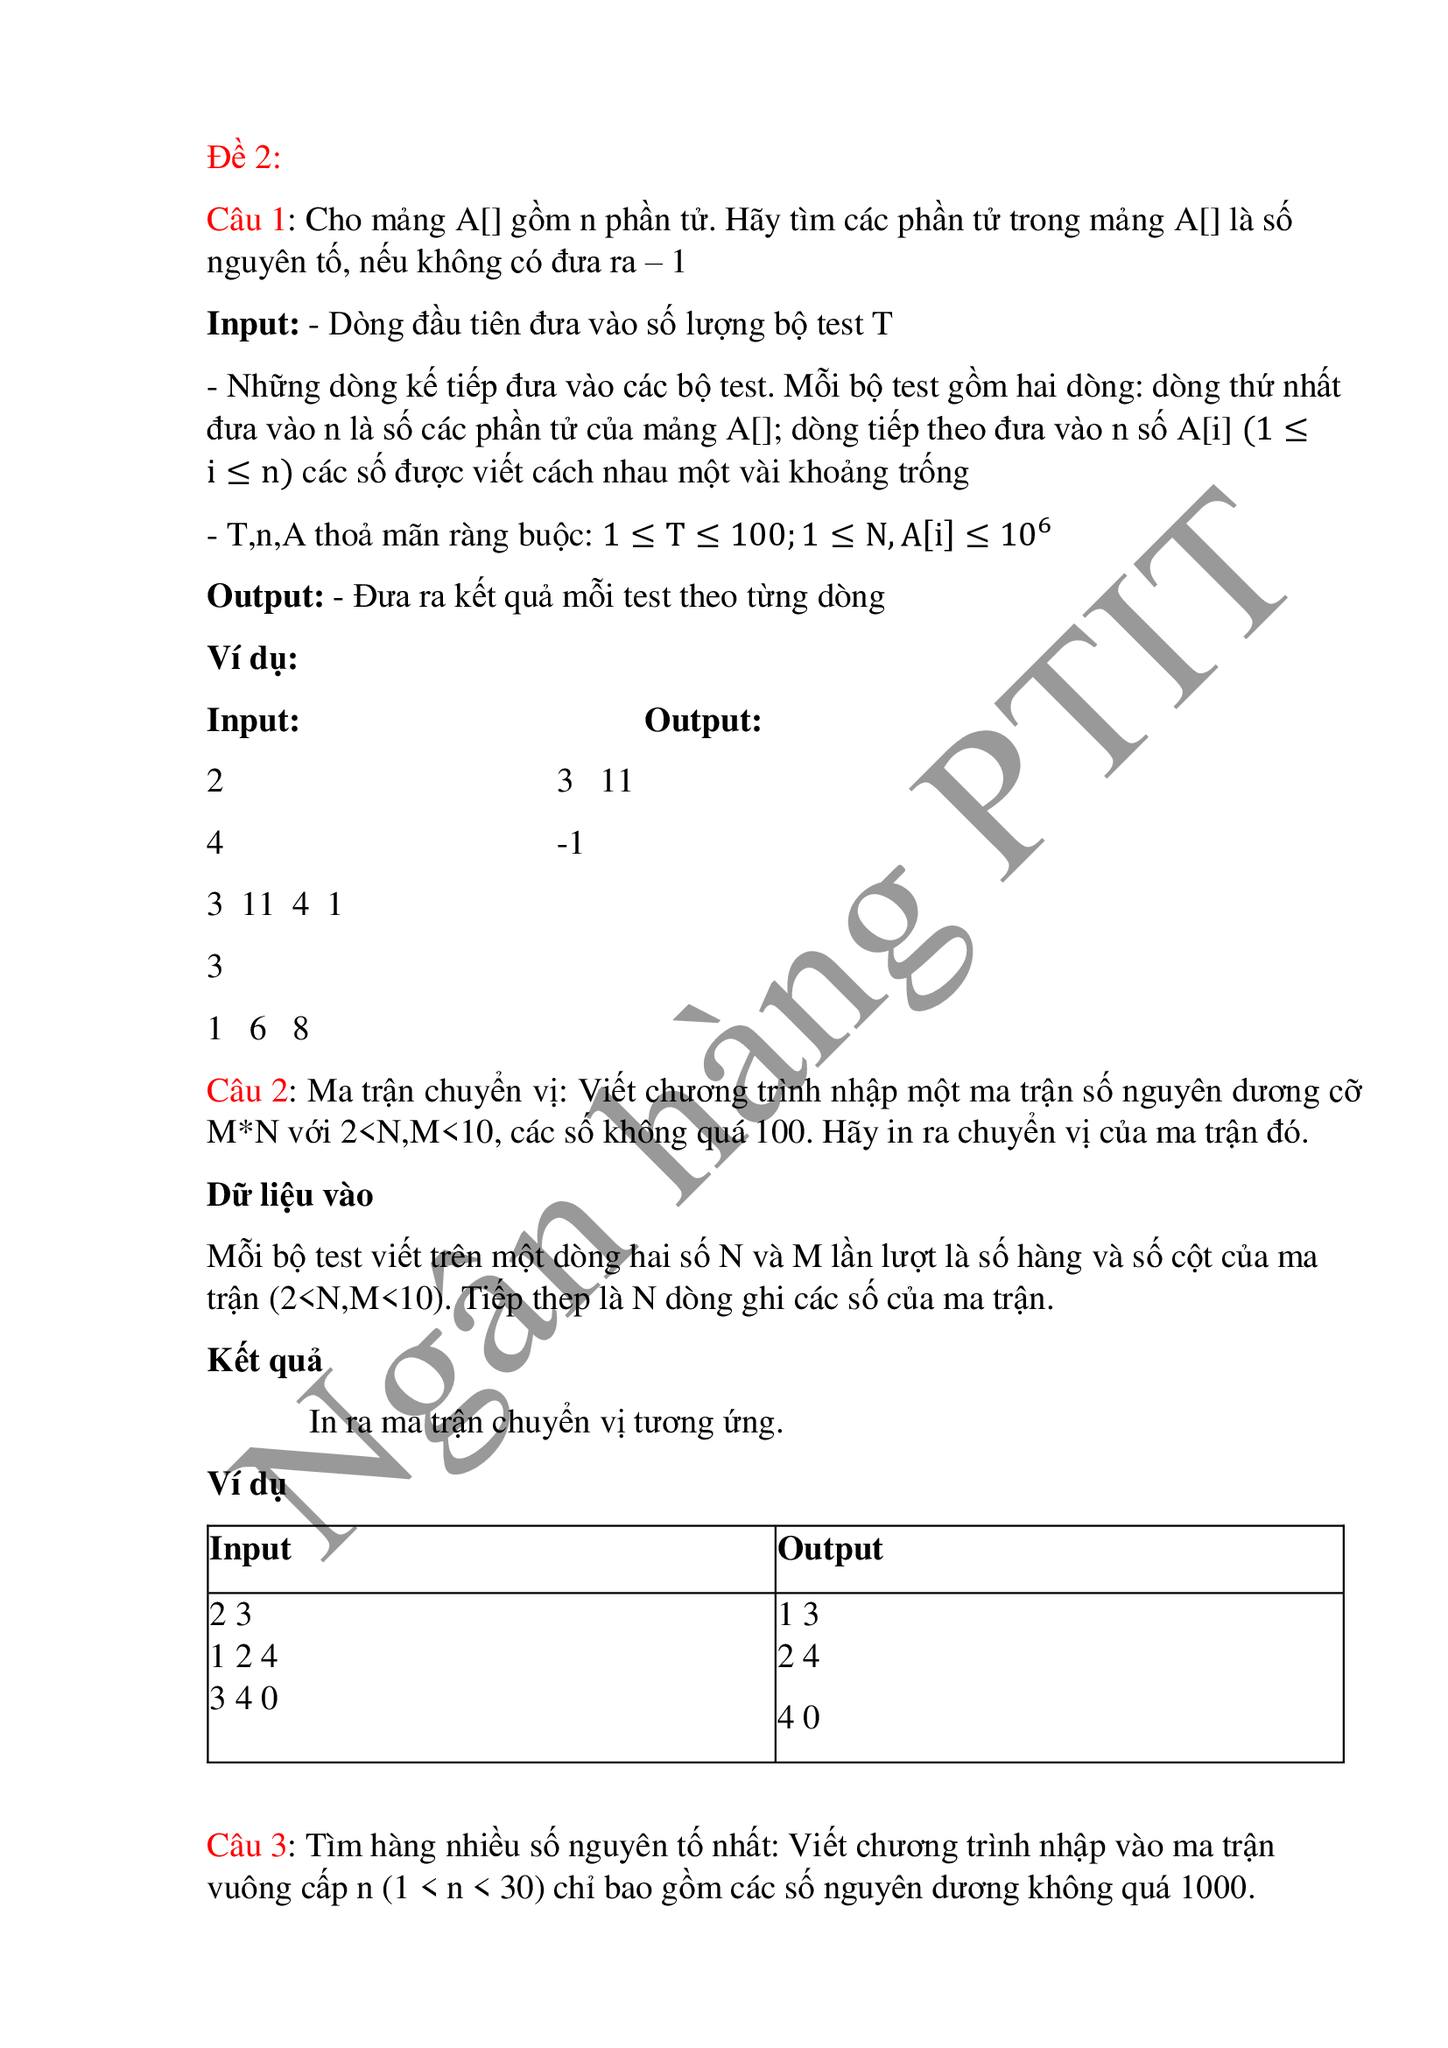 Đề 2:
Câu 1: Cho mảng A[] gồm n phần tử. Hãy tìm các phần tử trong mảng A[] là số
nguyên tố, nếu không có đưa ra – 1
Input: - Dòng đầu tiên đưa vào số lượng bộ test T
- Những dòng kế tiếp đưa vào các bộ test. Mỗi bộ test gồm hai dòng: dòng thứ nhất
đưa vào n là số các phần tử của mảng A[]; dòng tiếp theo đưa vào n số A[i] (1 ≤
i ≤ n) các số được viết cách nhau một vài khoảng trống
- T,n,A thoả mãn ràng buộc: 1 ≤ T ≤ 100; 1 ≤ N, A[i] ≤ 10⁶
Output: - Đưa ra kết quả mỗi test theo từng dòng
Ví dụ:
Input: Output:
2 3 11
4 -1
3 11 4 1
3
1 6 8
Câu 2: Ma trận chuyển vị: Viết chương trình nhập một ma trận số nguyên dương cỡ
M*N với 2<N,M<10, các số không quá 100. Hãy in ra chuyển vị của ma trận đó.
Dữ liệu vào
Mỗi bộ test viết trên một dòng hai số N và M lần lượt là số hàng và số cột của ma
trận (2<N,M<10). Tiếp thep là N dòng ghi các số của ma trận.
Kết quả
In ra ma trận chuyển vị tương ứng.
Ví dụ
Input Output
2 3 1 3
1 2 4 2 4
3 4 0 4 0
Câu 3: Tìm hàng nhiều số nguyên tố nhất: Viết chương trình nhập vào ma trận
vuông cấp n (1 < n < 30) chỉ bao gồm các số nguyên dương không quá 1000.
Ngân hàng PTIT